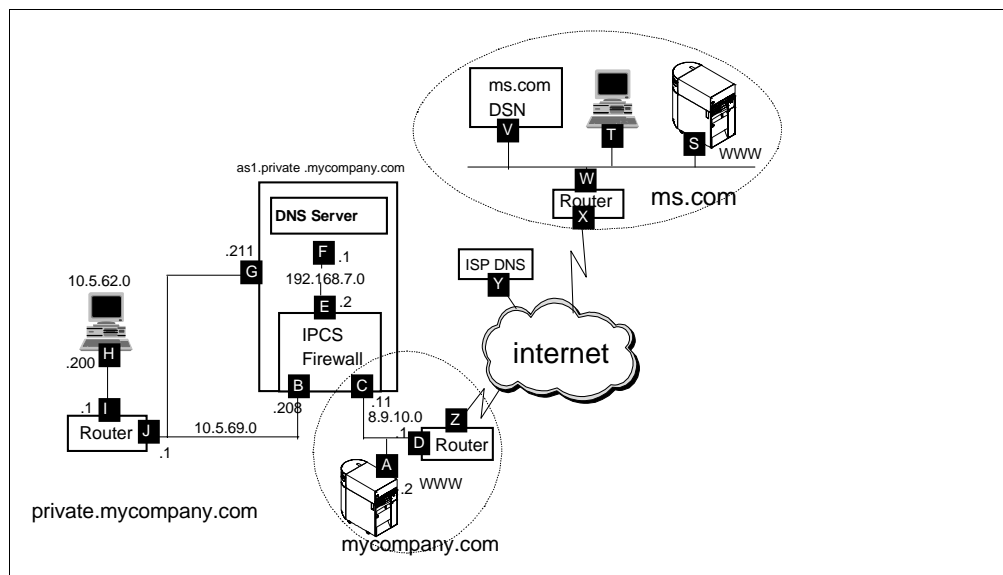 ms.com
DSN
V
T
S
WWW
W
Router
X
ms.com
as1.private .mycompany.com
DNS Server
F
.1
192.168.7.0
.211
G
E
.2
IPCS
Firewall
B
C
.208
.11
8.9.10.0
.1
D
Z
Router
A
.2
WWW
mycompany.com
ISP DNS
Y
internet
10.5.62.0
H
.200
.1
I
Router
J
.1
10.5.69.0
private.mycompany.com